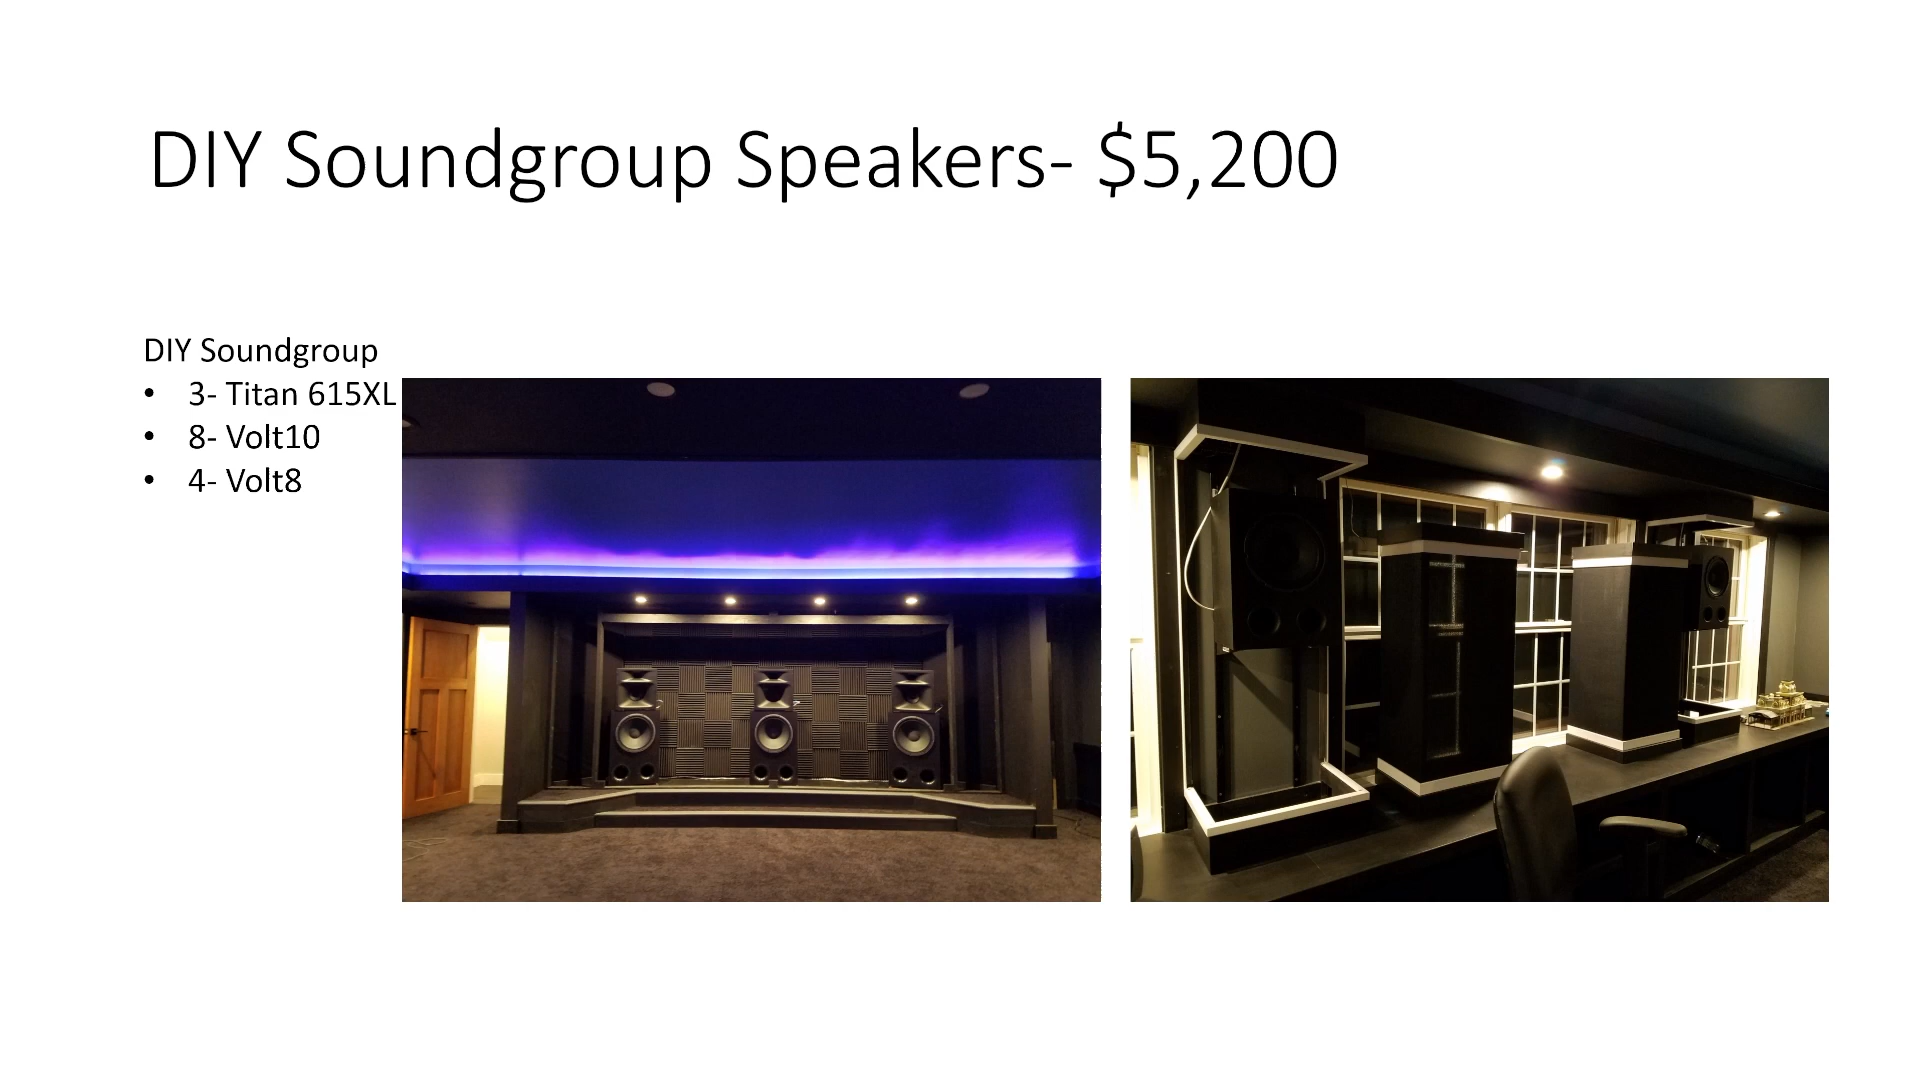 DIY Soundgroup Speakers- $5,200
DIY Soundgroup
• 3- Titan 615XL
• 8- Volt10
• 4- Volt8